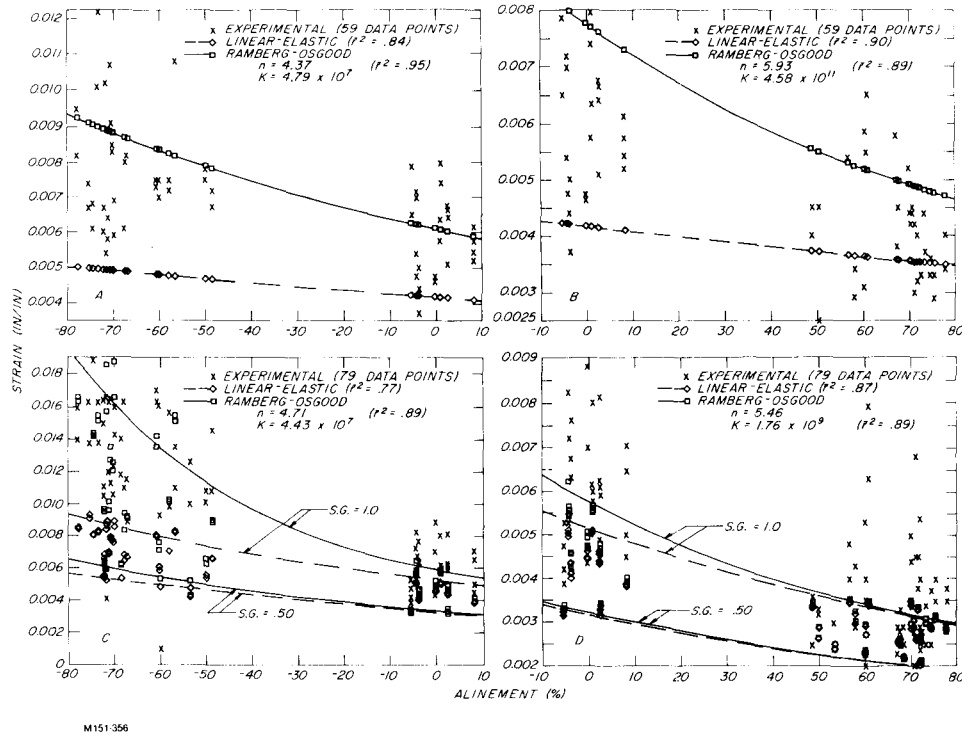 EXPERIMENTAL (59 DATA POINTS)
LINEAR-ELASTIC (r² = .84)
RAMBERG-OSGOOD
n = 4.37 (r² = .95)
K = 4.79 x 10⁷
0.012
0.011
0.010
0.009
0.008
0.007
0.006
0.005
0.004
A
-80 -70 -60 -50 -40 -30 -20 -10 0 10
EXPERIMENTAL (59 DATA POINTS)
LINEAR-ELASTIC (r² = .90)
RAMBERG-OSGOOD
n = 5.93 (r² = .89)
K = 4.58 x 10¹¹
0.008
0.007
0.006
0.005
0.004
0.003
0.0025
B
-10 0 10 20 30 40 50 60 70 80
STRAIN (IN/IN)
EXPERIMENTAL (79 DATA POINTS)
LINEAR-ELASTIC (r² = .77)
RAMBERG-OSGOOD
n = 4.71 (r² = .89)
K = 4.43 x 10⁷
0.018
0.016
0.014
0.012
0.010
0.008
0.006
0.004
0.002
0
S.G. = 1.0
S.G. = .50
C
-80 -70 -60 -50 -40 -30 -20 -10 0 10
EXPERIMENTAL (79 DATA POINTS)
LINEAR-ELASTIC (r² = .87)
RAMBERG-OSGOOD
n = 5.46
K = 1.76 x 10⁹ (r² = .89)
0.009
0.008
0.007
0.006
0.005
0.004
0.003
0.002
S.G. = 1.0
S.G. = .50
D
-10 0 10 20 30 40 50 60 70 80
ALINEMENT (%)
M151-356